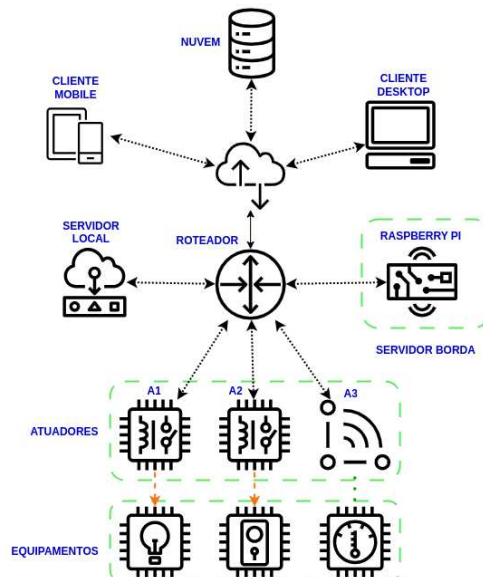 NUVEM
CLIENTE
MOBILE
CLIENTE
DESKTOP
SERVIDOR
LOCAL
ROTEADOR
RASPBERRY PI
SERVIDOR BORDA
A1
A2
A3
ATUADORES
EQUIPAMENTOS